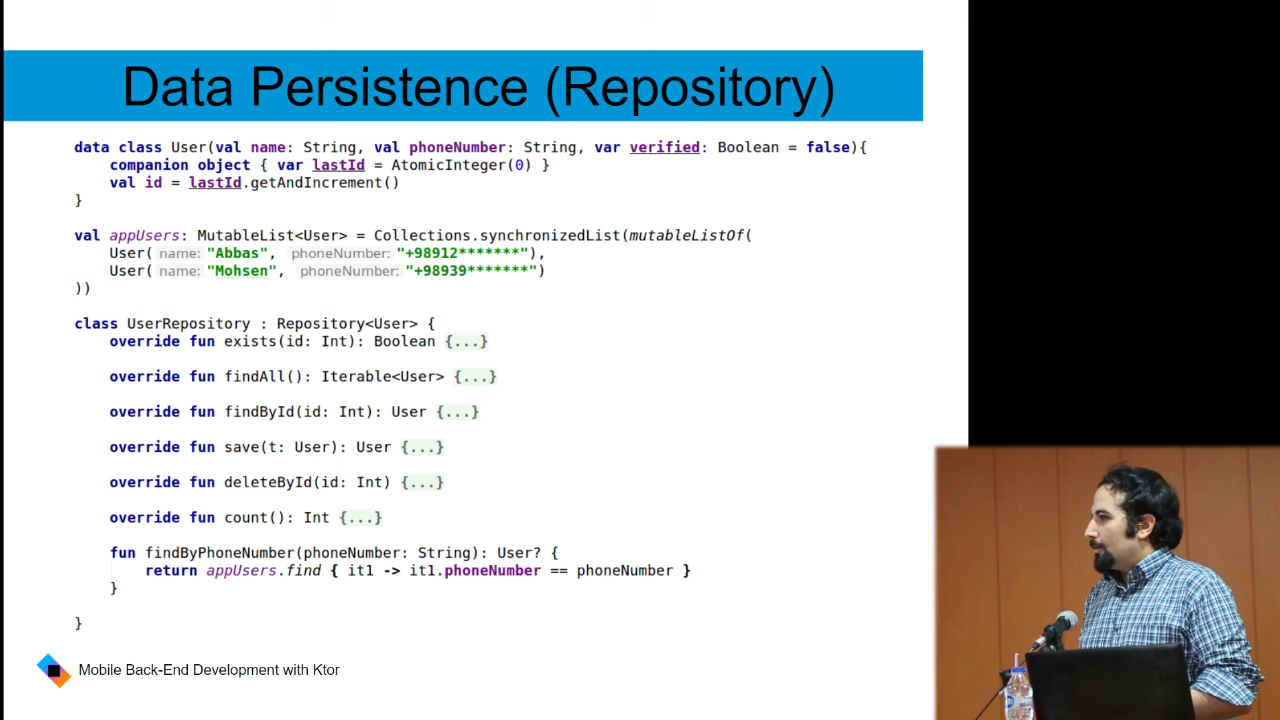 Data Persistence (Repository)
data class User(val name: String, val phoneNumber: String, var verified: Boolean = false){
companion object { var lastId = AtomicInteger(0) }
val id = lastId.getAndIncrement()
}
val appUsers: MutableList<User> = Collections.synchronizedList(mutableListOf(
User( name: "Abbas", phoneNumber: "+98912*******"),
User( name: "Mohsen", phoneNumber: "+98939*******")
))
class UserRepository : Repository<User> {
override fun exists(id: Int): Boolean {...}
override fun findAll(): Iterable<User> {...}
override fun findById(id: Int): User {...}
override fun save(t: User): User {...}
override fun deleteById(id: Int) {...}
override fun count(): Int {...}
fun findByPhoneNumber(phoneNumber: String): User? {
return appUsers.find { it1 -> it1.phoneNumber == phoneNumber }
}
}
Mobile Back-End Development with Ktor